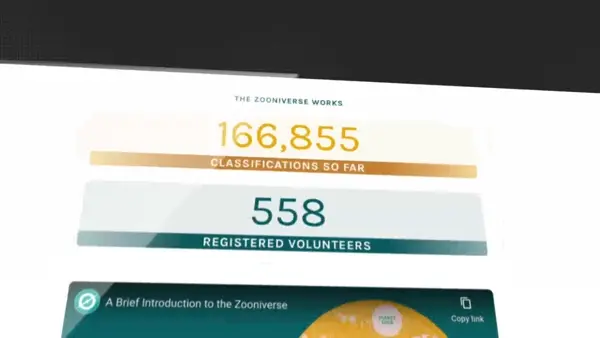 THE ZOONIVERSE WORKS
166,855
CLASSIFICATIONS SO FAR
558
REGISTERED VOLUNTEERS
A Brief Introduction to the Zooniverse
Copy link